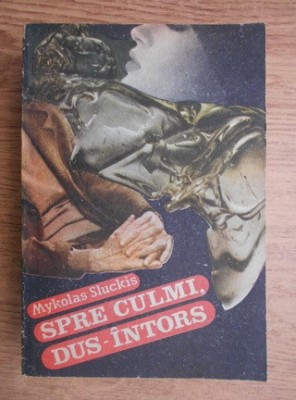 Mykolas Sluckis
SPRE CULMI,
DUS-ÎNTORS